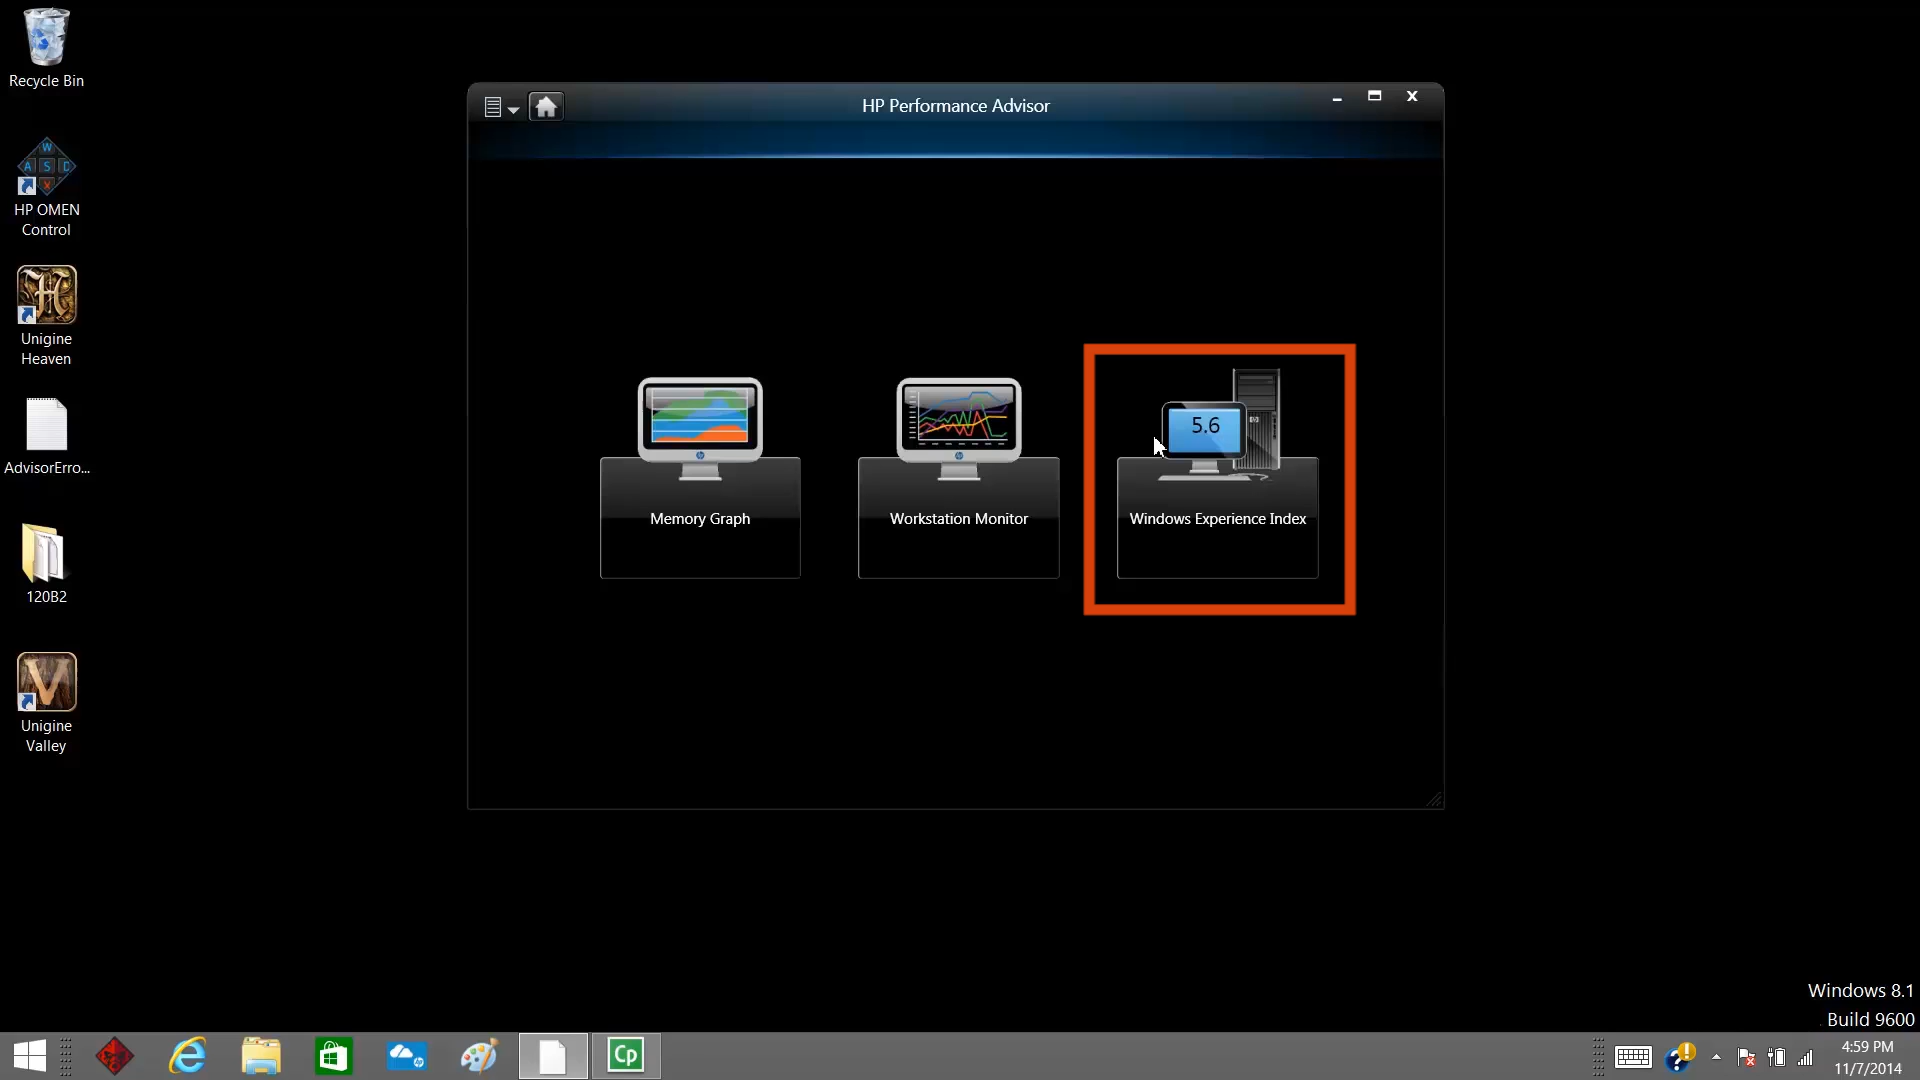 Recycle Bin
W
A S D
X
HP OMEN
Control
H
Unigine
Heaven
AdvisorErro...
120B2
V
Unigine
Valley
HP Performance Advisor
Memory Graph
Workstation Monitor
5.6
Windows Experience Index
Windows 8.1
Build 9600
Cp
4:59 PM
11/7/2014